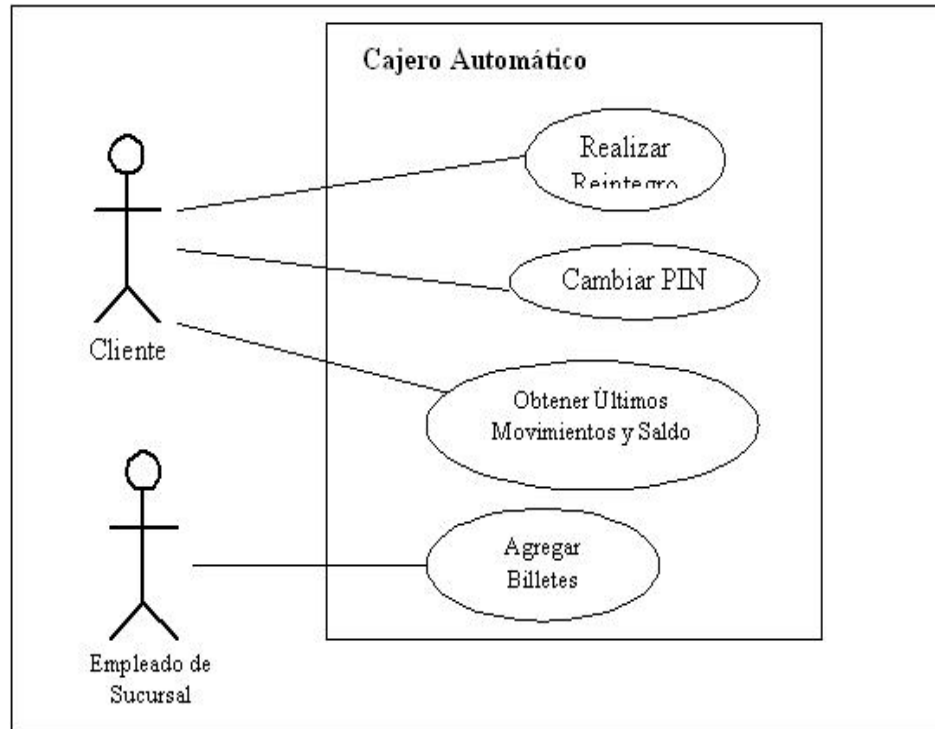 Cajero Automático
Realizar
Reintegro
Cambiar PIN
Cliente
Obtener Últimos
Movimientos y Saldo
Agregar
Billetes
Empleado de
Sucursal